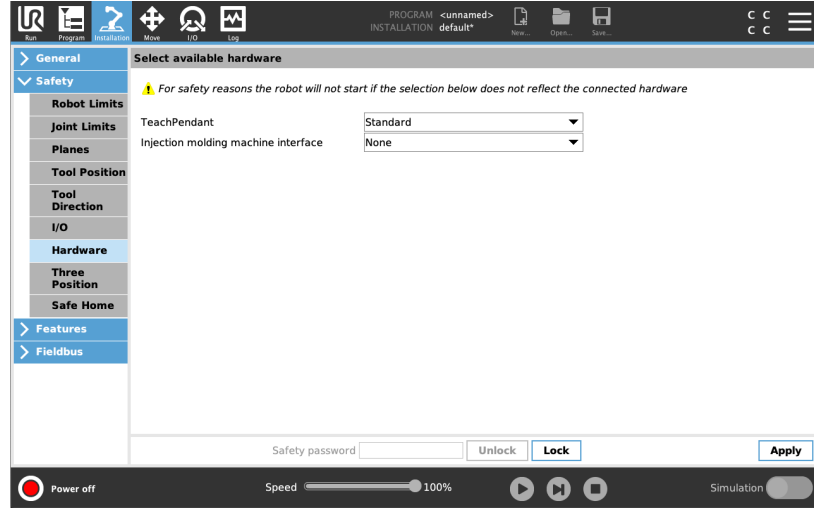 UR
Run
Program
Installation
Move
I/O
Log
PROGRAM <unnamed>
INSTALLATION default*
New...
Open...
Save...
C C
C C
General
Safety
Robot Limits
Joint Limits
Planes
Tool Position
Tool
Direction
I/O
Hardware
Three
Position
Safe Home
Features
Fieldbus
Select available hardware
For safety reasons the robot will not start if the selection below does not reflect the connected hardware
TeachPendant Standard
Injection molding machine interface None
Safety password Unlock Lock Apply
Power off Speed 100% Simulation